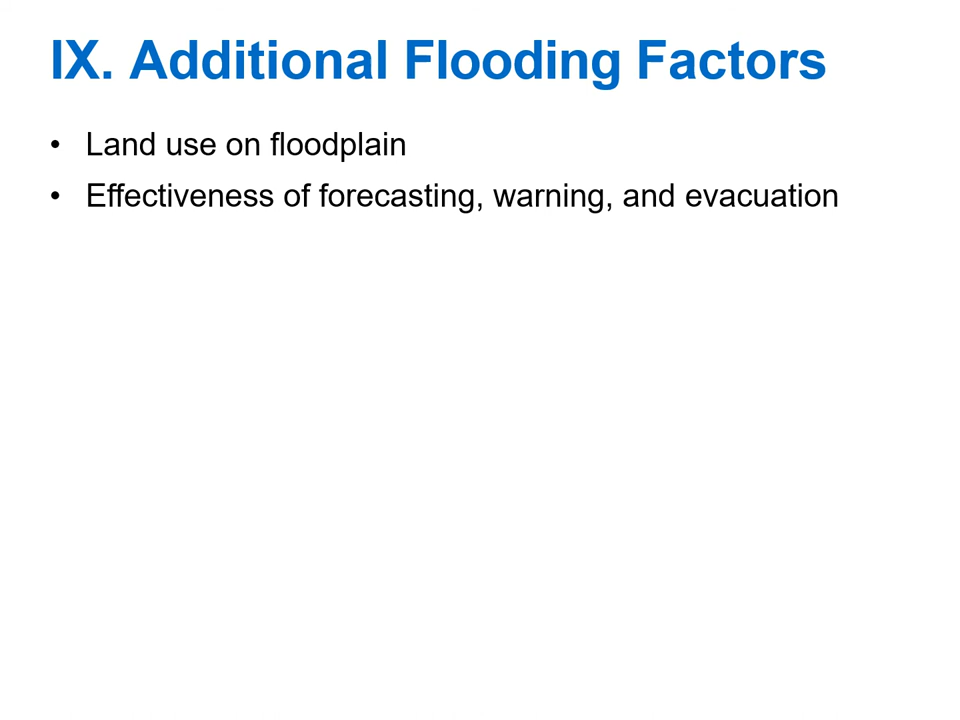 IX. Additional Flooding Factors
• Land use on floodplain
• Effectiveness of forecasting, warning, and evacuation